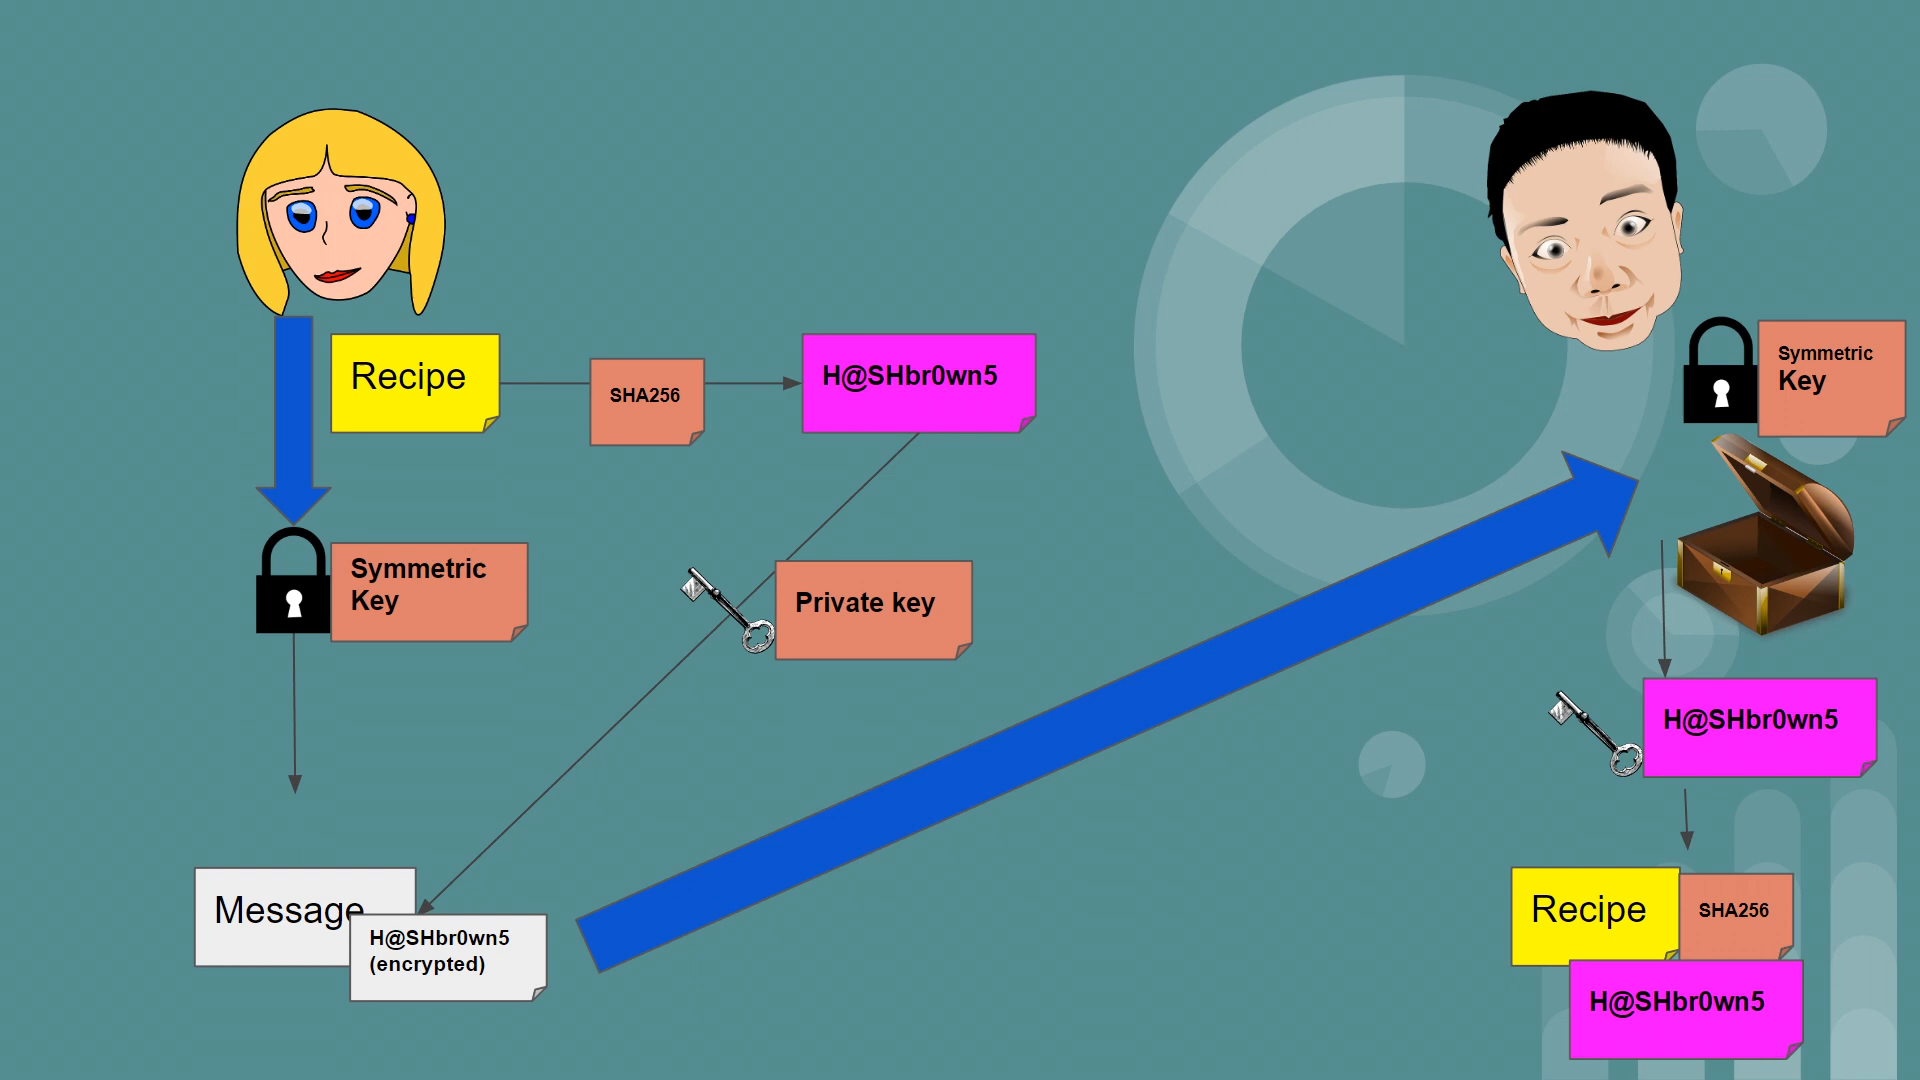 Recipe
SHA256
H@SHbr0wn5
Symmetric
Key
Private key
Message
H@SHbr0wn5
(encrypted)
Symmetric
Key
H@SHbr0wn5
Recipe
SHA256
H@SHbr0wn5